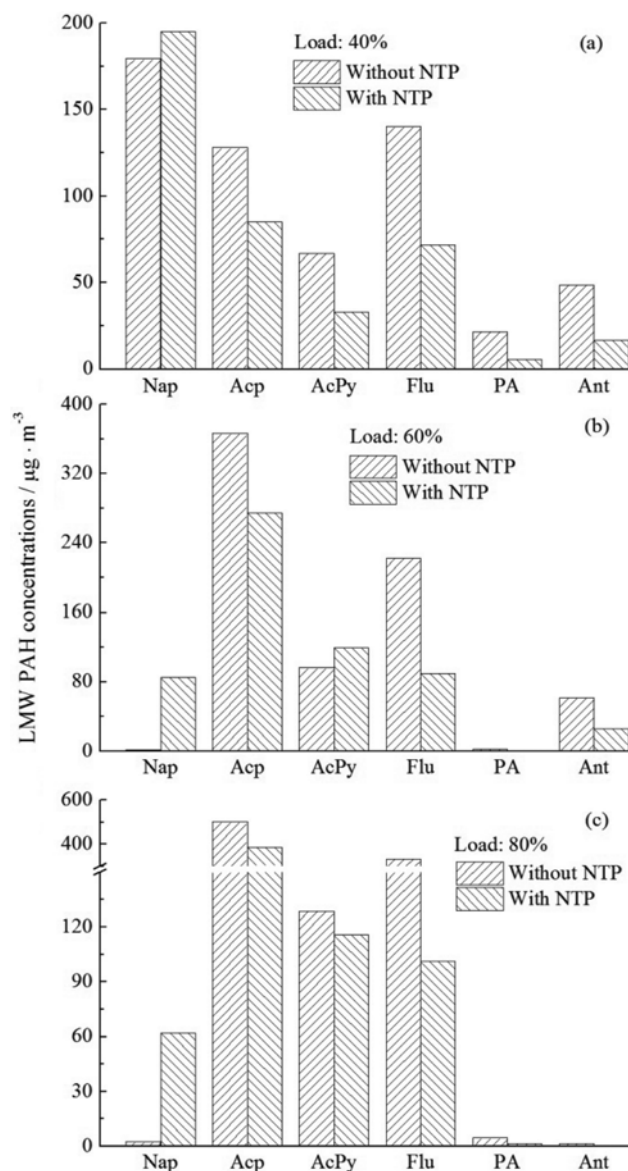 LMW PAH concentrations / μg · m⁻³
200
150
100
50
0
Load: 40%
(a)
Without NTP
With NTP
Nap Acp AcPy Flu PA Ant
400
360
320
240
160
80
0
Load: 60%
(b)
Without NTP
With NTP
Nap Acp AcPy Flu PA Ant
600
400
120
90
60
30
0
Load: 80%
(c)
Without NTP
With NTP
Nap Acp AcPy Flu PA Ant